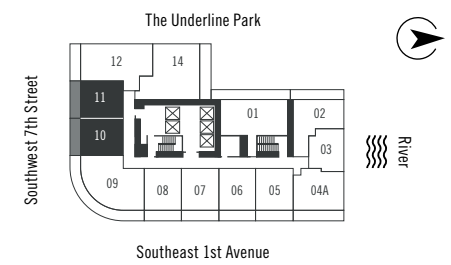 The Underline Park
12
14
Southwest 7th Street
11
10
01
02
03
River
09
08
07
06
05
04A
Southeast 1st Avenue